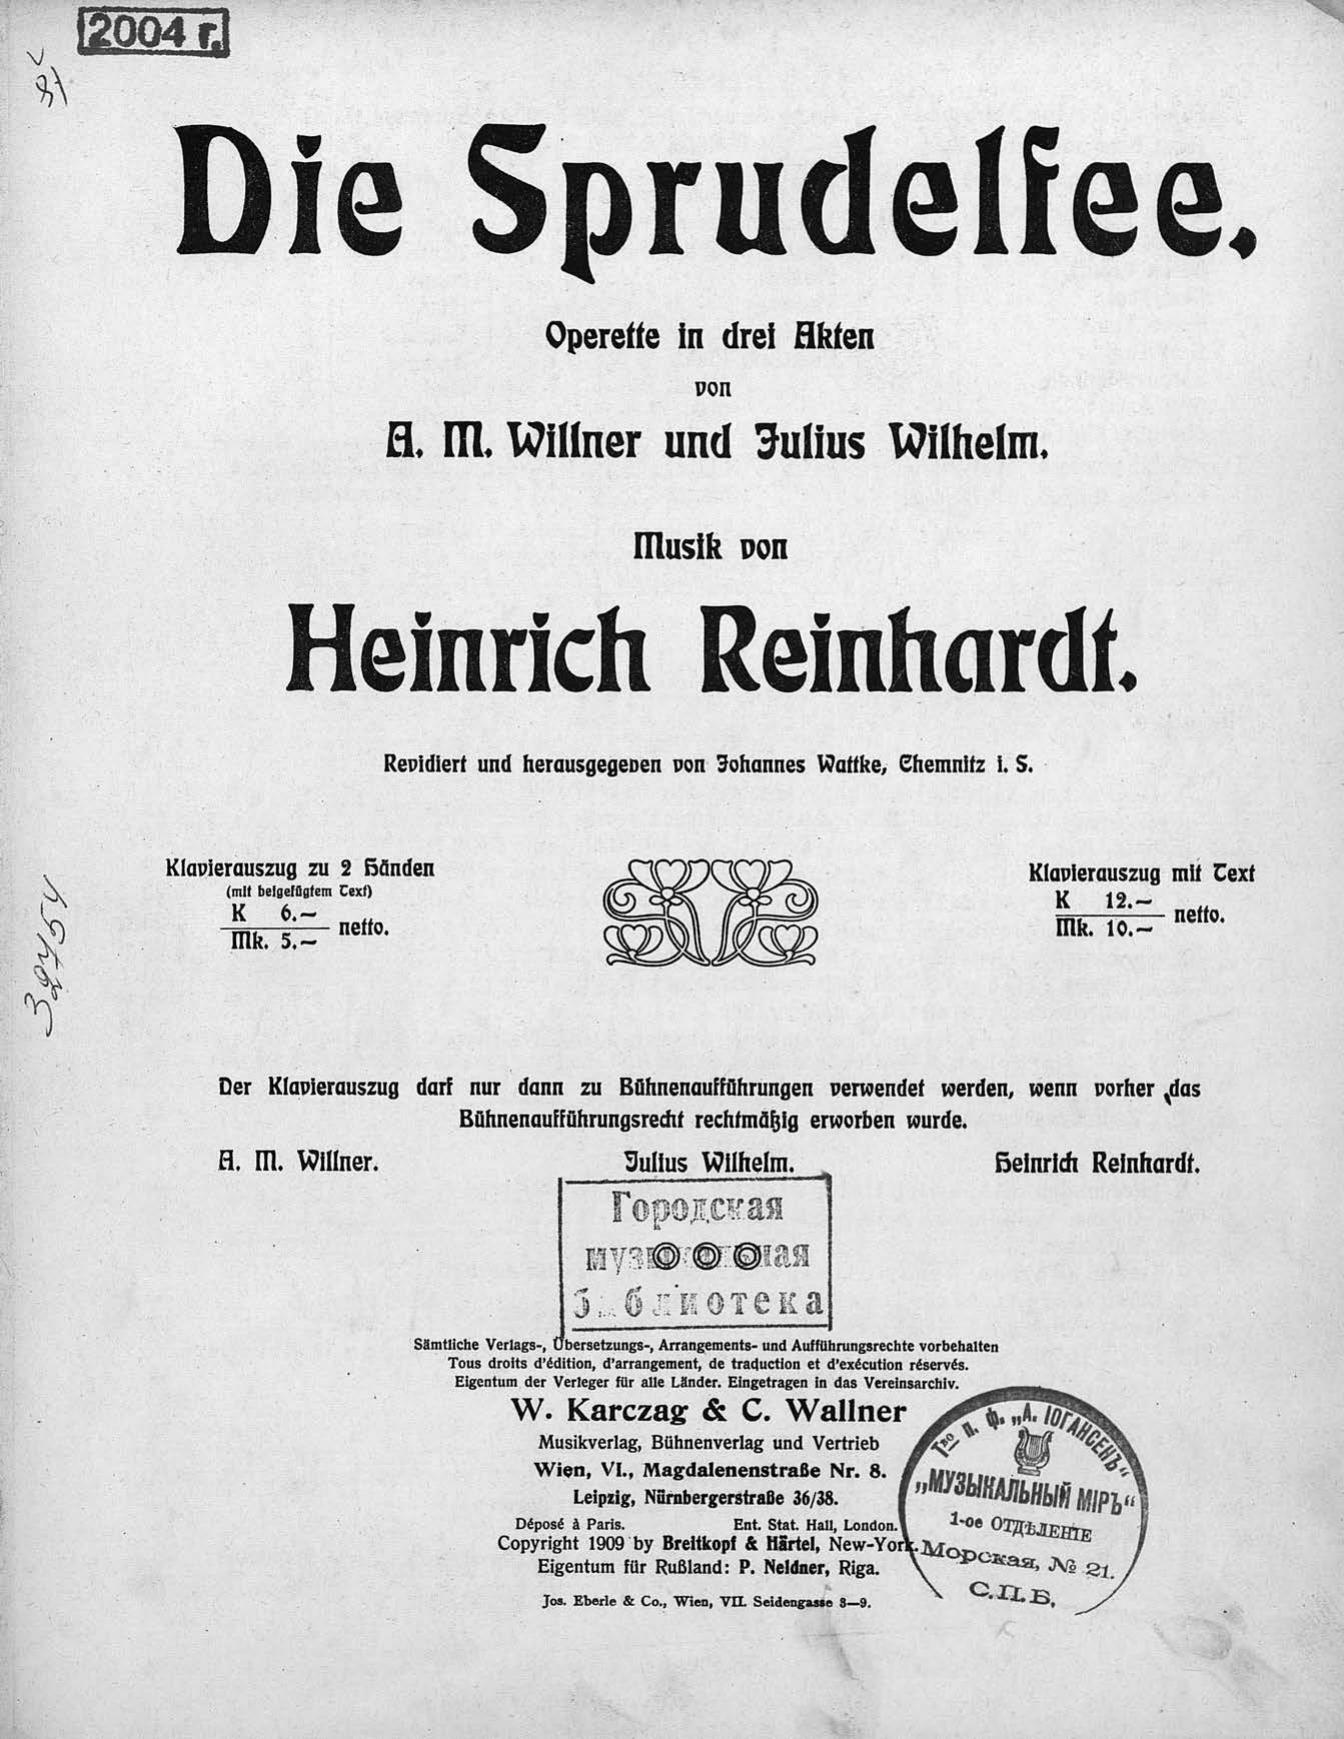 2004 г.
Die Sprudelfee.
Operette in drei Akten
von
A. M. Willner und Julius Wilhelm.
Musik von
Heinrich Reinhardt.
Revidiert und herausgegeven von Johannes Wattke, Chemnitz i. S.
Klavierauszug zu 2 Händen
(mit beigefügtem Text)
K 6.—
Mk. 5.— netto.
Klavierauszug mit Text
K 12.—
Mk. 10.— netto.
32754
Der Klavierauszug darf nur dann zu Bühnenaufführungen verwendet werden, wenn vorher das
Bühnenaufführungsrecht rechtmäßig erworben wurde.
A. M. Willner. Julius Wilhelm. Heinrich Reinhardt.
Городская
библиотека
Sämtliche Verlags-, Übersetzungs-, Arrangements- und Aufführungsrechte vorbehalten
Tous droits d'édition, d'arrangement, de traduction et d'exécution réservés.
Eigentum der Verleger für alle Länder. Eingetragen in das Vereinsarchiv.
W. Karczag & C. Wallner
Musikverlag, Bühnenverlag und Vertrieb
Wien, VI., Magdalenenstraße Nr. 8.
Leipzig, Nürnbergerstraße 36/38.
Déposé à Paris. Ent. Stat. Hall, London.
Copyright 1909 by Breitkopf & Härtel, New-York.
Eigentum für Rußland: P. Neldner, Riga.
Jos. Eberle & Co., Wien, VII. Seidengasse 3—9.
Тво п. ф. „А. ІОГАНСЕНЪ“
„МУЗЫКАЛЬНЫЙ МІРЪ“
1-ое ОТДѢЛЕНІЕ
Морская, № 21.
С.П.Б.